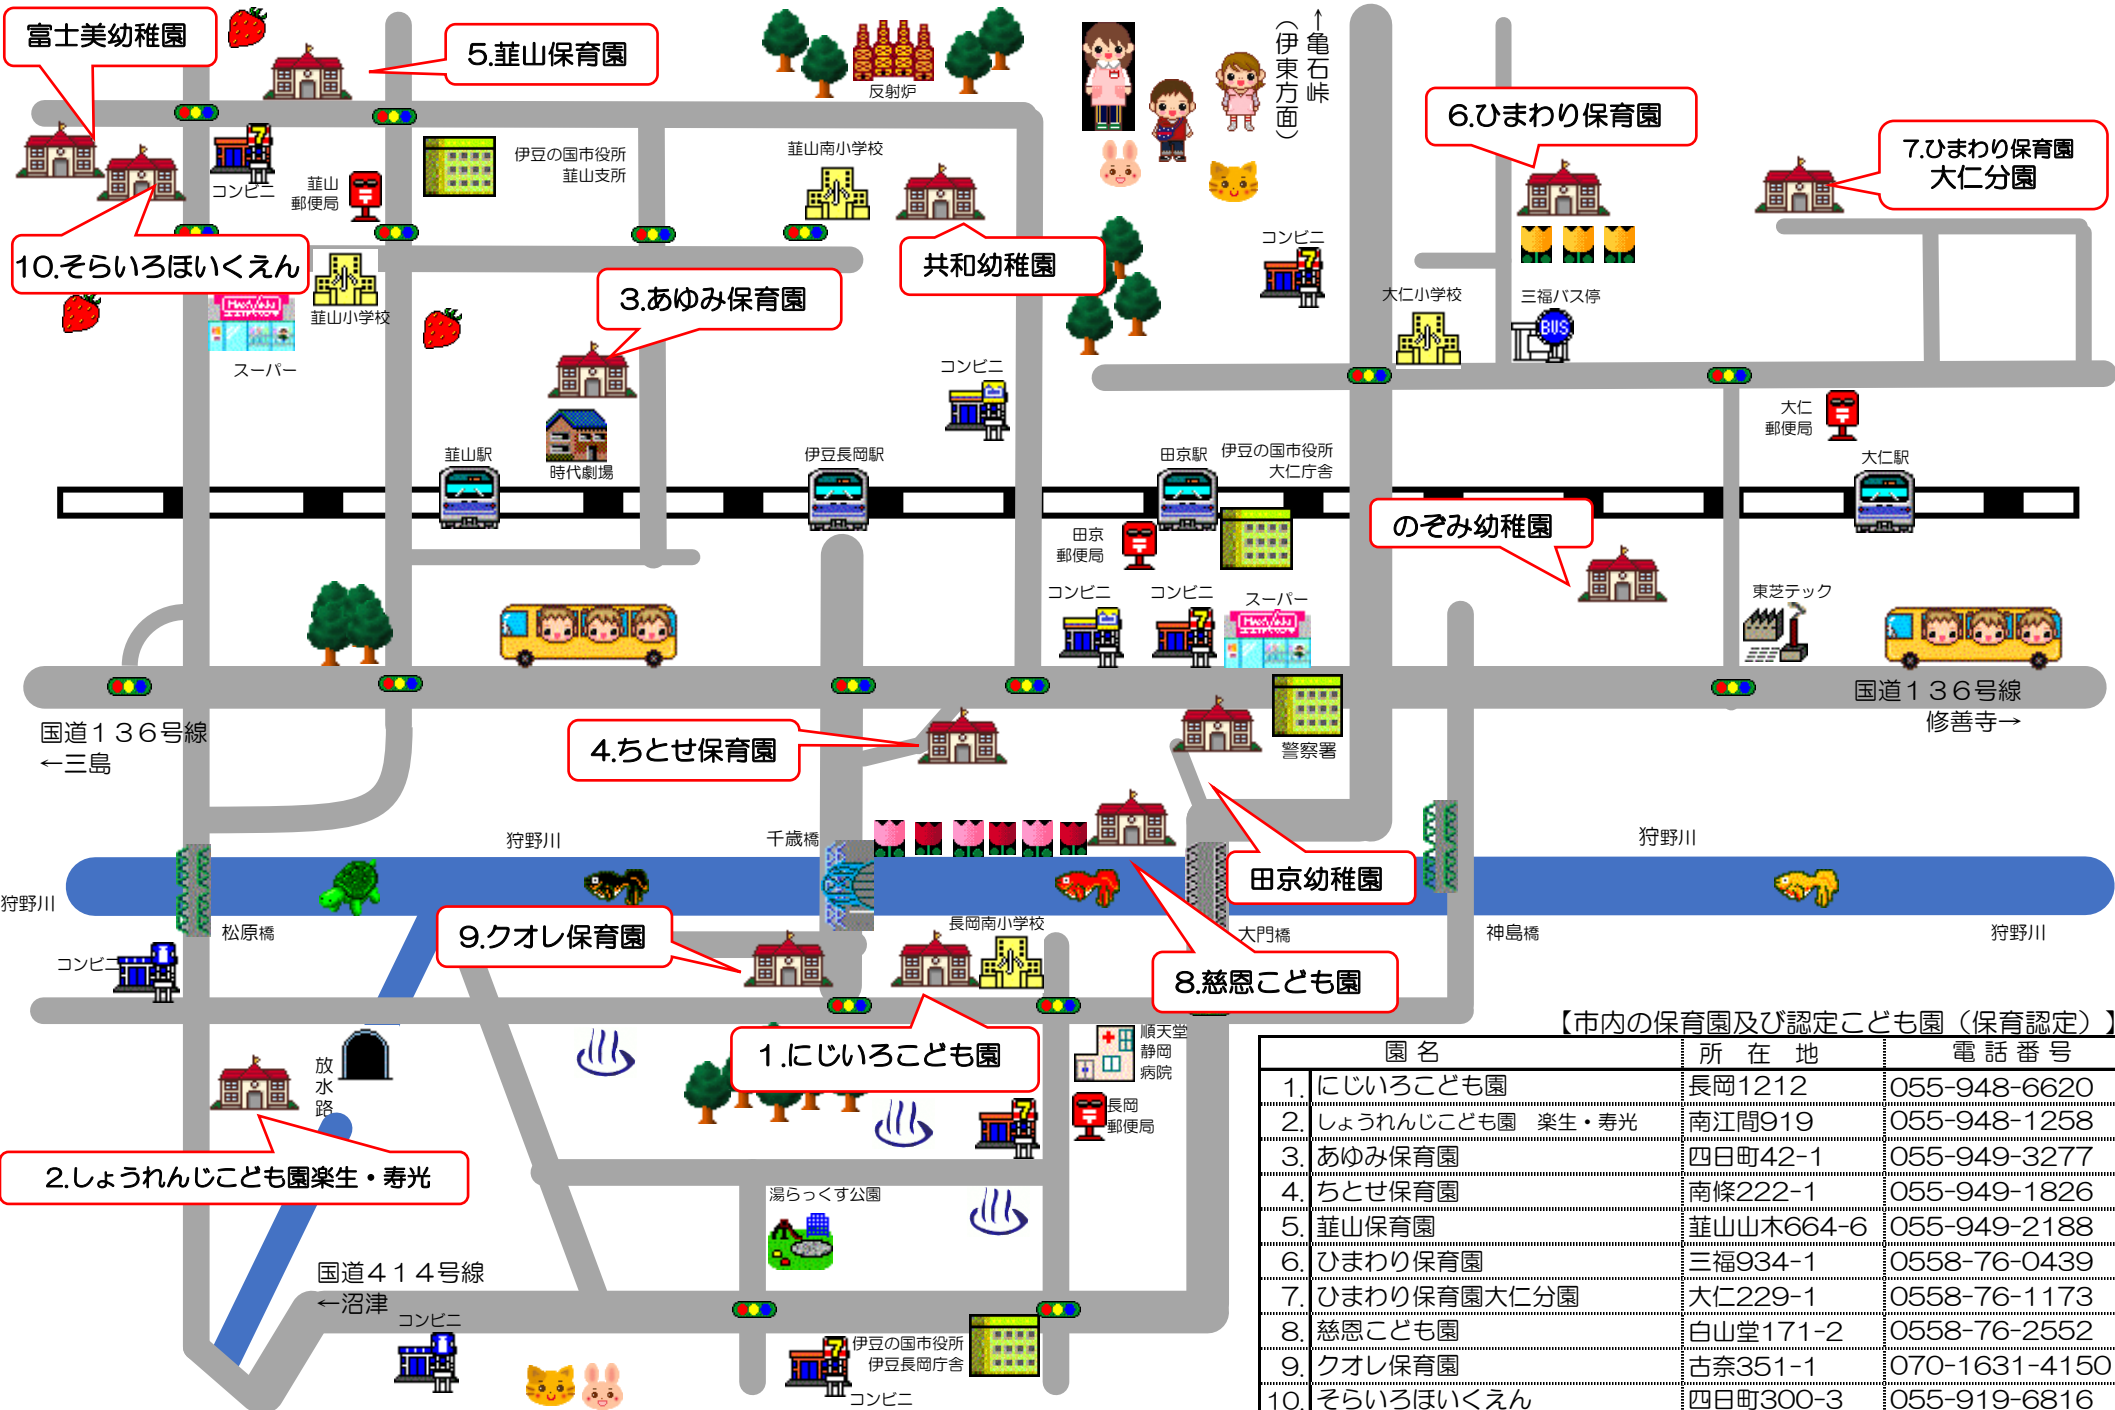 富士美幼稚園
5.韮山保育園
反射炉
←亀石峠
（伊東方面）
6.ひまわり保育園
7.ひまわり保育園
大仁分園
コンビニ
韮山
郵便局
伊豆の国市役所
韮山支所
韮山南小学校
10.そらいろほいくえん
韮山小学校
スーパー
3.あゆみ保育園
共和幼稚園
コンビニ
コンビニ
大仁小学校
三福バス停
BUS
大仁
郵便局
韮山駅
時代劇場
伊豆長岡駅
田京駅
伊豆の国市役所
大仁庁舎
大仁駅
のぞみ幼稚園
田京
郵便局
コンビニ
コンビニ
スーパー
東芝テック
国道１３６号線
←三島
国道１３６号線
修善寺→
4.ちとせ保育園
警察署
狩野川
千歳橋
狩野川
田京幼稚園
狩野川
松原橋
9.クオレ保育園
長岡南小学校
大門橋
神島橋
狩野川
コンビニ
8.慈恩こども園
放水路
1.にじいろこども園
順天堂
静岡
病院
長岡
郵便局
2.しょうれんじこども園楽生・寿光
湯らっくす公園
国道４１４号線
←沼津
コンビニ
伊豆の国市役所
伊豆長岡庁舎
コンビニ
【市内の保育園及び認定こども園（保育認定）】
園名 所在地 電話番号
1. にじいろこども園 長岡1212 055-948-6620
2. しょうれんじこども園　楽生・寿光 南江間919 055-948-1258
3. あゆみ保育園 四日町42-1 055-949-3277
4. ちとせ保育園 南條222-1 055-949-1826
5. 韮山保育園 韮山山木664-6 055-949-2188
6. ひまわり保育園 三福934-1 0558-76-0439
7. ひまわり保育園大仁分園 大仁229-1 0558-76-1173
8. 慈恩こども園 白山堂171-2 0558-76-2552
9. クオレ保育園 古奈351-1 070-1631-4150
10. そらいろほいくえん 四日町300-3 055-919-6816